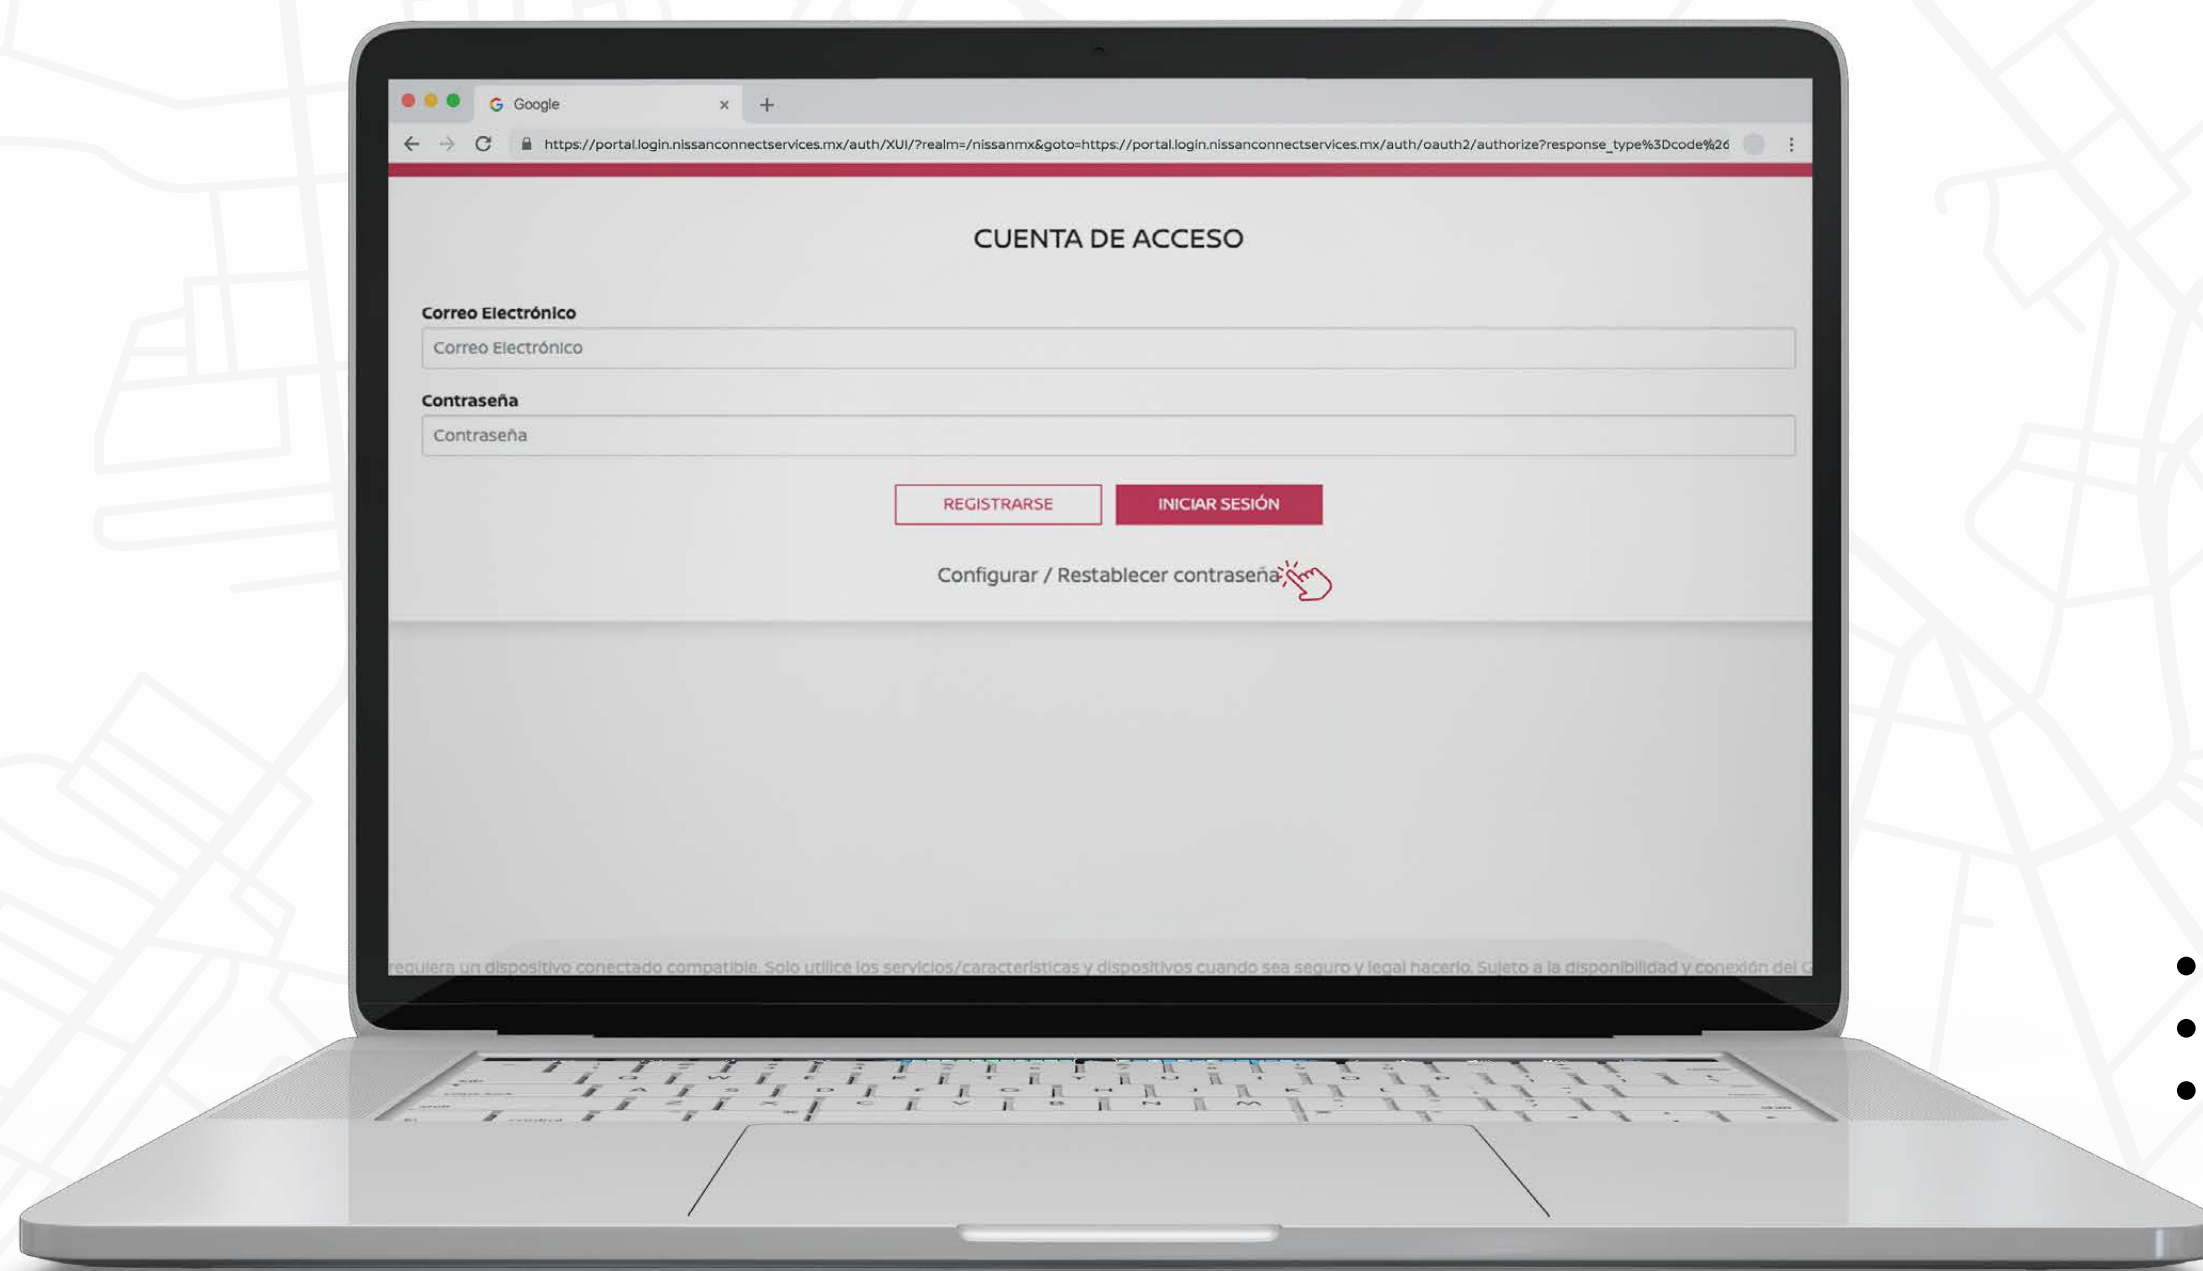 Google
https://portal.login.nissanconnectservices.mx/auth/XUI/?realm=/nissanmx&goto=https://portal.login.nissanconnectservices.mx/auth/oauth2/authorize?response_type%3Dcode%26
CUENTA DE ACCESO
Correo Electrónico
Correo Electrónico
Contraseña
Contraseña
REGISTRARSE
INICIAR SESIÓN
Configurar / Restablecer contraseña
requiera un dispositivo conectado compatible. Solo utilice los servicios/características y dispositivos cuando sea seguro y legal hacerlo. Sujeto a la disponibilidad y conexión del